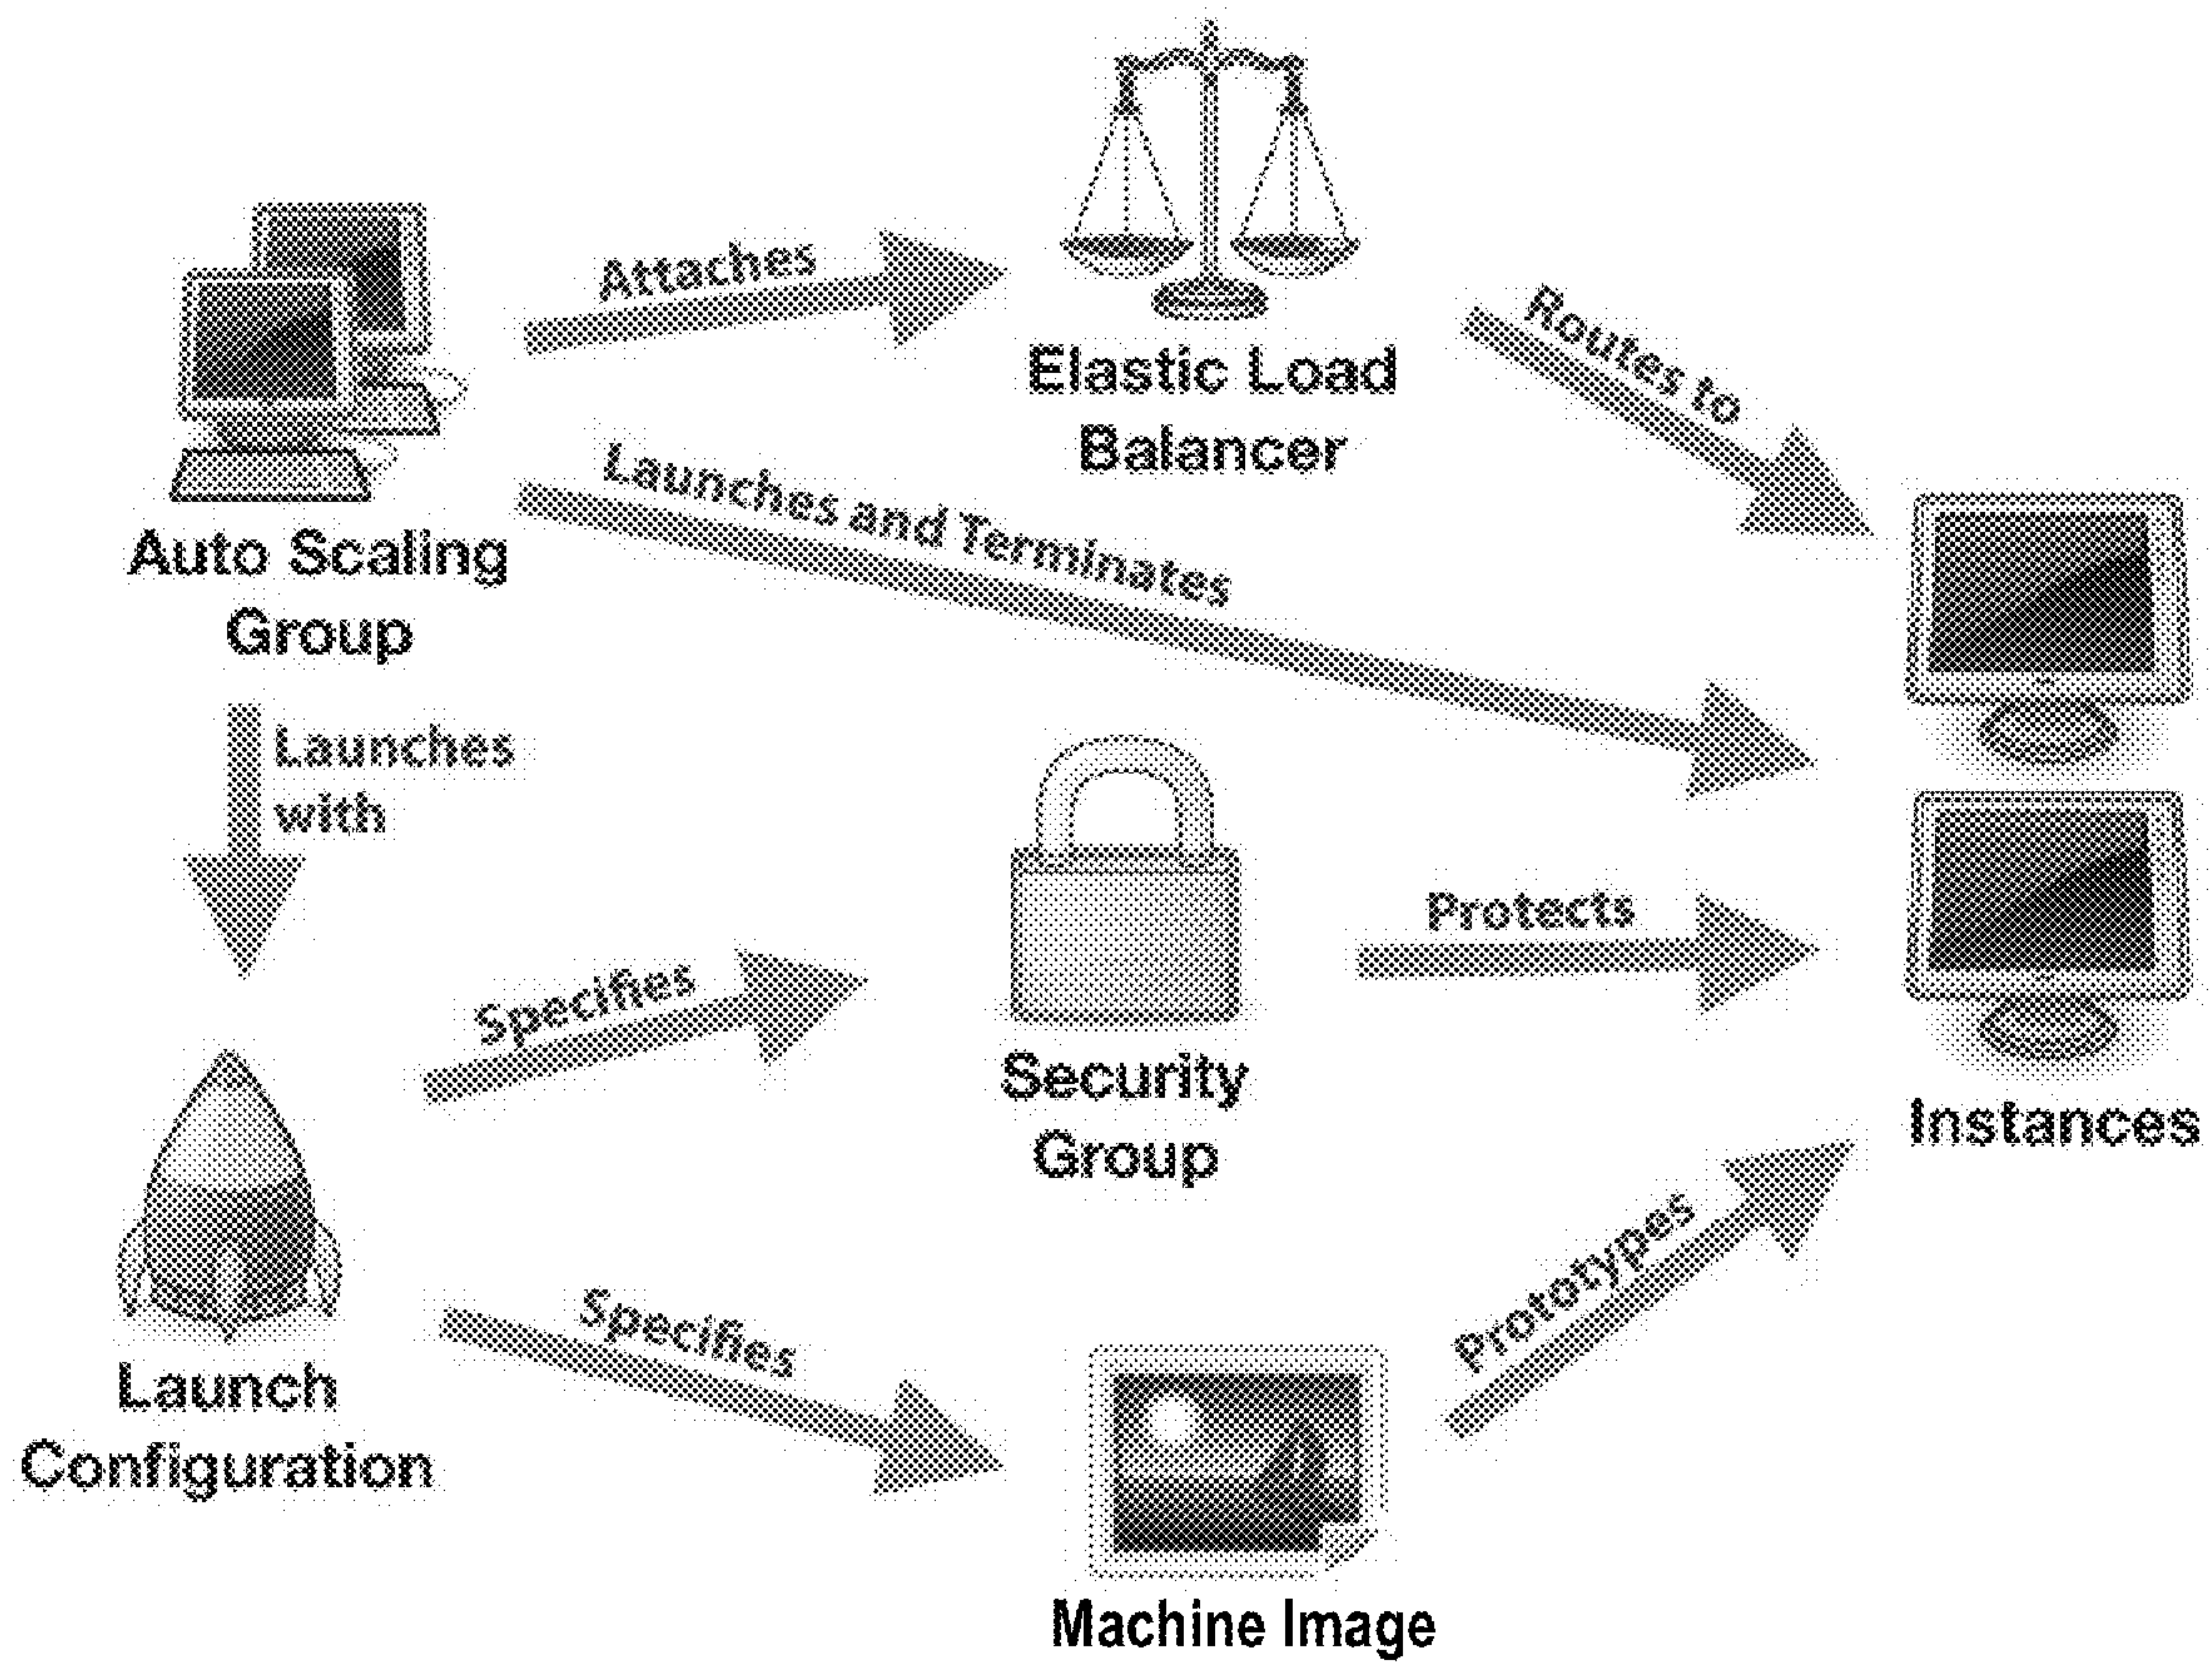 Attaches
Routes to
Elastic Load
Balancer
Launches and Terminates
Auto Scaling
Group
Launches
with
Protects
Specifies
Security
Group
Instances
Prototypes
Specifies
Launch
Configuration
Machine Image